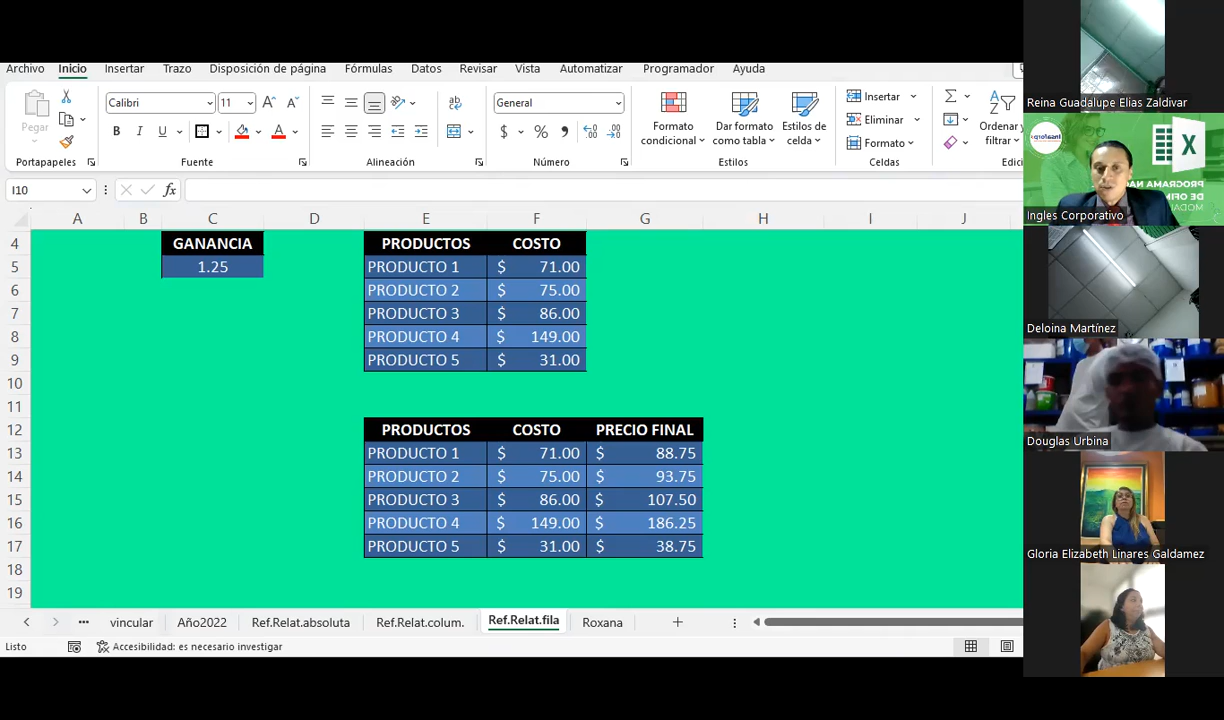 Archivo Inicio Insertar Trazo Disposición de página Fórmulas Datos Revisar Vista Automatizar Programador Ayuda
Pegar
Calibri 11
N K S
General
$ % 
Formato condicional
Dar formato como tabla
Estilos de celda
Insertar
Eliminar
Formato
Ordenar y
filtrar
Portapapeles Fuente Alineación Número Estilos Celdas Edici
I10 fx
A B C D E F G H I J
4 GANANCIA PRODUCTOS COSTO
5 1.25 PRODUCTO 1 $ 71.00
6 PRODUCTO 2 $ 75.00
7 PRODUCTO 3 $ 86.00
8 PRODUCTO 4 $ 149.00
9 PRODUCTO 5 $ 31.00
10
11
12 PRODUCTOS COSTO PRECIO FINAL
13 PRODUCTO 1 $ 71.00 $ 88.75
14 PRODUCTO 2 $ 75.00 $ 93.75
15 PRODUCTO 3 $ 86.00 $ 107.50
16 PRODUCTO 4 $ 149.00 $ 186.25
17 PRODUCTO 5 $ 31.00 $ 38.75
18
19
vincular Año2022 Ref.Relat.absoluta Ref.Relat.colum. Ref.Relat.fila Roxana
Listo Accesibilidad: es necesario investigar
Reina Guadalupe Elias Zaldivar
PROGRAMA NA
DE OFI
MODAL
Ingles Corporativo
Deloina Martínez
Douglas Urbina
Gloria Elizabeth Linares Galdamez